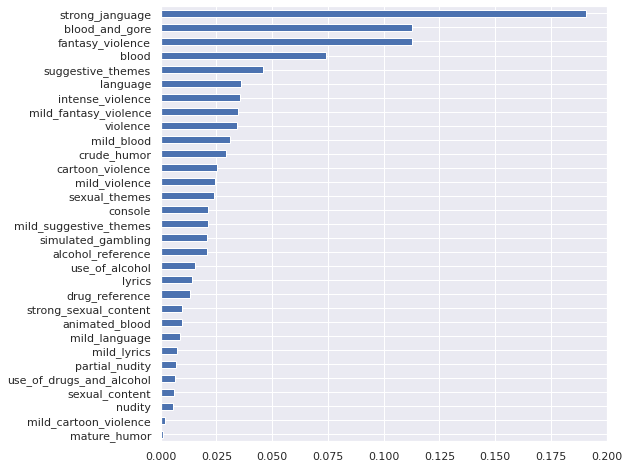 strong_janguage
blood_and_gore
fantasy_violence
blood
suggestive_themes
language
intense_violence
mild_fantasy_violence
violence
mild_blood
crude_humor
cartoon_violence
mild_violence
sexual_themes
console
mild_suggestive_themes
simulated_gambling
alcohol_reference
use_of_alcohol
lyrics
drug_reference
strong_sexual_content
animated_blood
mild_language
mild_lyrics
partial_nudity
use_of_drugs_and_alcohol
sexual_content
nudity
mild_cartoon_violence
mature_humor
0.000 0.025 0.050 0.075 0.100 0.125 0.150 0.175 0.200